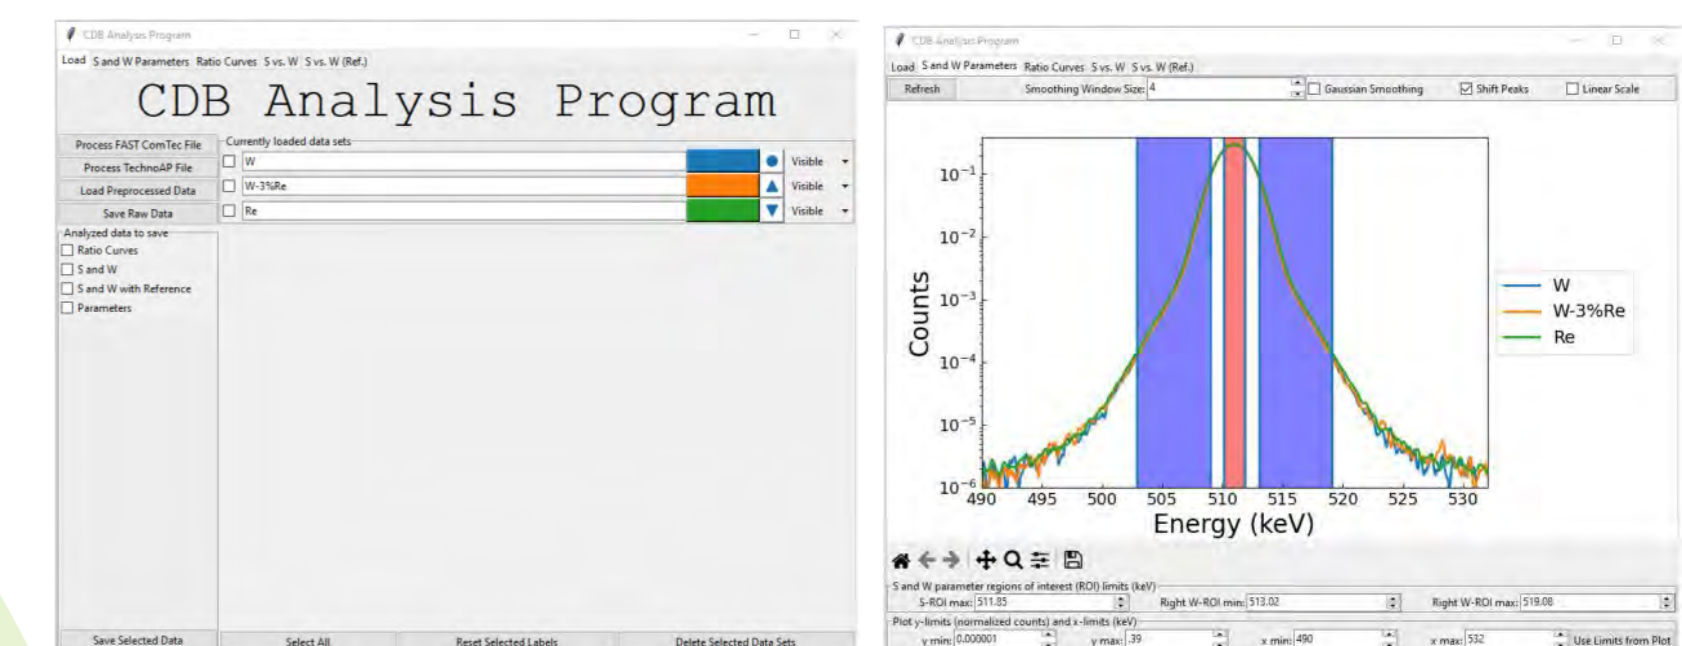 CDB Analysis Program
Load S and W Parameters Ratio Curves S vs. W S vs. W (Ref.)
CDB Analysis Program
Process FAST ComTec File
Process TechnoAP File
Load Preprocessed Data
Save Raw Data
Currently loaded data sets
W Visible
W-3%Re Visible
Re Visible
Analyzed data to save
Ratio Curves
S and W
S and W with Reference
Parameters
Save Selected Data Select All Reset Selected Labels Delete Selected Data Sets
CDB Analysis Program
Load S and W Parameters Ratio Curves S vs. W S vs. W (Ref.)
Refresh Smoothing Window Size: 4 Gaussian Smoothing Shift Peaks Linear Scale
Counts
10⁻¹
10⁻²
10⁻³
10⁻⁴
10⁻⁵
10⁻⁶
490 495 500 505 510 515 520 525 530
Energy (keV)
W
W-3%Re
Re
S and W parameter regions of interest (ROI) limits (keV)
S-ROI max: 511.85 Right W-ROI min: 513.02 Right W-ROI max: 519.08
Plot y-limits (normalized counts) and x-limits (keV)
y min: 0.000001 y max: .39 x min: 490 x max: 532 Use Limits from Plot